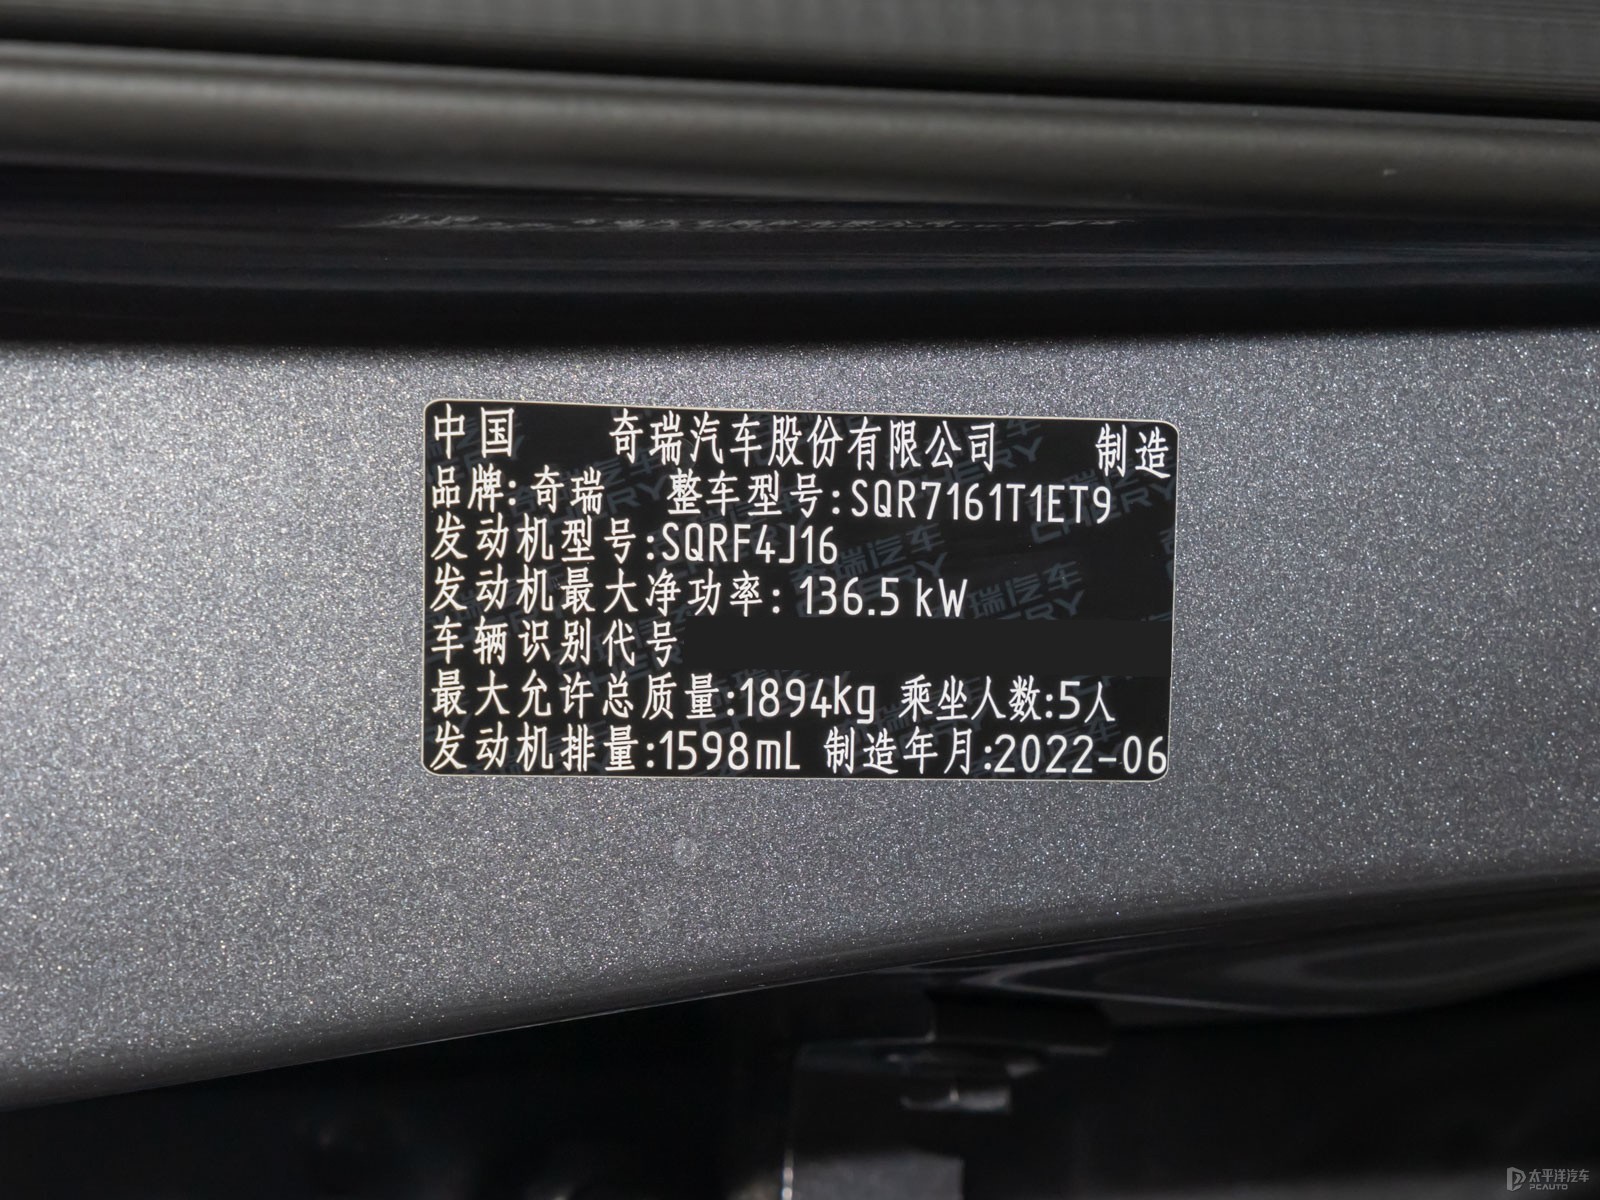 中国 奇瑞汽车股份有限公司 制造
品牌:奇瑞 整车型号:SQR7161T1ET9
发动机型号:SQRF4J16
发动机最大净功率:136.5kW
车辆识别代号
最大允许总质量:1894kg 乘坐人数:5人
发动机排量:1598mL 制造年月:2022-06
太平洋汽车
PCAUTO